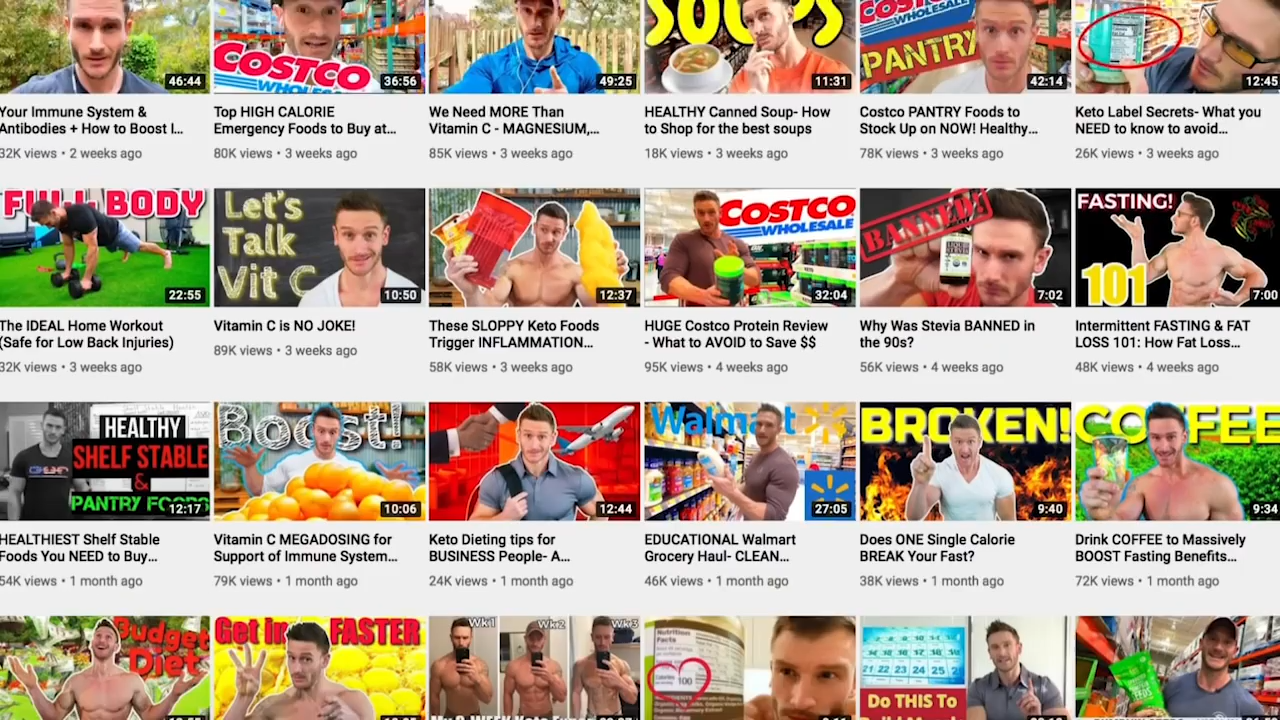 COSTCO
WHOLESALE
SOUPS
COSTCO
WHOLESALE
PANTRY
46:44
36:56
49:25
11:31
42:14
12:45
Your Immune System &
Antibodies + How to Boost I...
32K views • 2 weeks ago
Top HIGH CALORIE
Emergency Foods to Buy at...
80K views • 3 weeks ago
We Need MORE Than
Vitamin C - MAGNESIUM,...
85K views • 3 weeks ago
HEALTHY Canned Soup- How
to Shop for the best soups
18K views • 3 weeks ago
Costco PANTRY Foods to
Stock Up on NOW! Healthy...
78K views • 3 weeks ago
Keto Label Secrets- What you
NEED to know to avoid...
26K views • 3 weeks ago
FULL BODY
22:55
Let's
Talk
Vit C
10:50
12:37
COSTCO
WHOLESALE
32:04
BANNED!
7:02
FASTING!
101
7:00
The IDEAL Home Workout
(Safe for Low Back Injuries)
32K views • 3 weeks ago
Vitamin C is NO JOKE!
89K views • 3 weeks ago
These SLOPPY Keto Foods
Trigger INFLAMMATION...
58K views • 3 weeks ago
HUGE Costco Protein Review
- What to AVOID to Save $$
95K views • 4 weeks ago
Why Was Stevia BANNED in
the 90s?
56K views • 4 weeks ago
Intermittent FASTING & FAT
LOSS 101: How Fat Loss...
48K views • 4 weeks ago
HEALTHY
SHELF STABLE
&
PANTRY FOODS
12:17
Boost!
10:06
12:44
Walmart
27:05
BROKEN!
9:40
COFFEE
9:34
HEALTHIEST Shelf Stable
Foods You NEED to Buy...
54K views • 1 month ago
Vitamin C MEGADOSING for
Support of Immune System...
79K views • 1 month ago
Keto Dieting tips for
BUSINESS People- A...
24K views • 1 month ago
EDUCATIONAL Walmart
Grocery Haul- CLEAN...
46K views • 1 month ago
Does ONE Single Calorie
BREAK Your Fast?
38K views • 1 month ago
Drink COFFEE to Massively
BOOST Fasting Benefits...
72K views • 1 month ago
Budget
Diet
Get in
FASTER
Wk1
Wk2
Wk3
Nutrition
Facts
100
Do THIS To